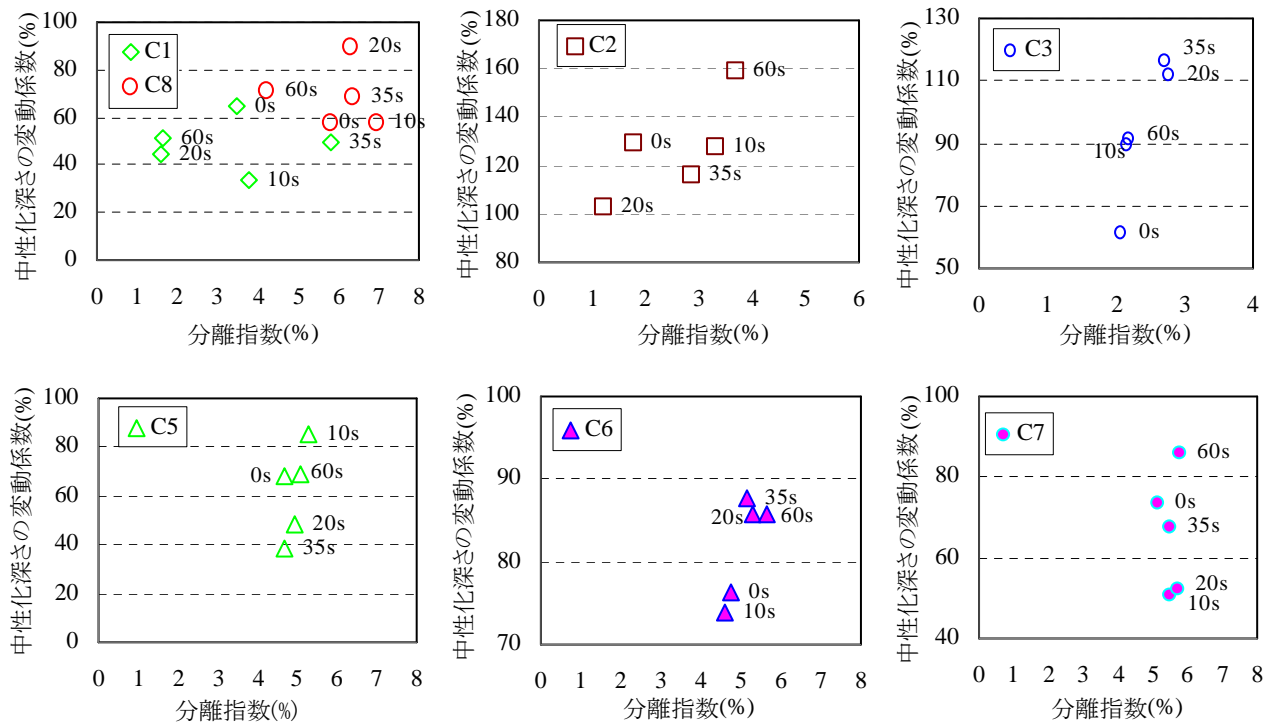 中性化深さの変動係数(%)
100
80
60
40
20
0
C1
C8
20s
60s
35s
0s
0s
10s
60s
35s
20s
10s
0 1 2 3 4 5 6 7 8
分離指数(%)
中性化深さの変動係数(%)
180
160
140
120
100
80
C2
60s
0s
10s
35s
20s
0 1 2 3 4 5 6
分離指数(%)
中性化深さの変動係数(%)
130
110
90
70
50
C3
35s
20s
60s
10s
0s
0 1 2 3 4
分離指数(%)
中性化深さの変動係数(%)
100
80
60
40
20
0
C5
10s
0s
60s
20s
35s
0 1 2 3 4 5 6 7 8
分離指数(%)
中性化深さの変動係数(%)
100
90
80
70
C6
35s
20s
60s
0s
10s
0 1 2 3 4 5 6 7 8
分離指数(%)
中性化深さの変動係数(%)
100
80
60
40
C7
60s
0s
35s
20s
10s
0 1 2 3 4 5 6 7 8
分離指数(%)